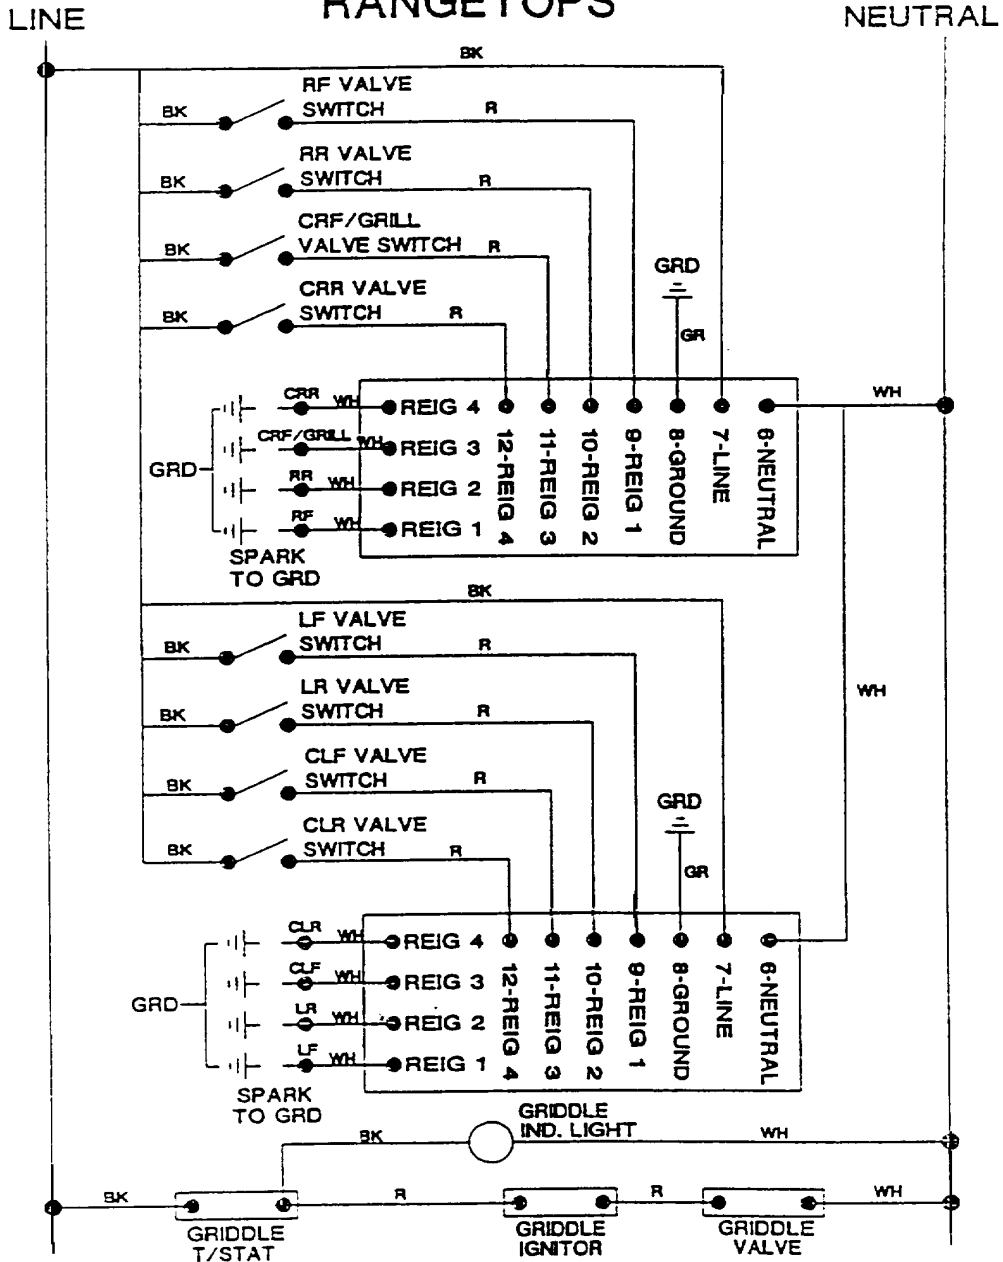 RANGETOPS
LINE
NEUTRAL
BK
RF VALVE
SWITCH
BK
R
RR VALVE
SWITCH
BK
R
CRF/GRILL
VALVE SWITCH
BK
R
GRD
CRR VALVE
SWITCH
BK
R
GR
WH
CRR
WH
REIG 4
CRF/GRILL
WH
REIG 3
GRD
RR
WH
REIG 2
RF
WH
REIG 1
12-REIG 4
11-REIG 3
10-REIG 2
9-REIG 1
8-GROUND
7-LINE
6-NEUTRAL
SPARK
TO GRD
BK
LF VALVE
SWITCH
BK
R
LR VALVE
SWITCH
BK
R
WH
CLF VALVE
SWITCH
BK
R
GRD
CLR VALVE
SWITCH
BK
R
GR
CLR
WH
REIG 4
CLF
WH
REIG 3
GRD
LR
WH
REIG 2
LF
WH
REIG 1
12-REIG 4
11-REIG 3
10-REIG 2
9-REIG 1
8-GROUND
7-LINE
6-NEUTRAL
SPARK
TO GRD
GRIDDLE
IND. LIGHT
BK
WH
BK
R
R
WH
GRIDDLE
T/STAT
GRIDDLE
IGNITOR
GRIDDLE
VALVE